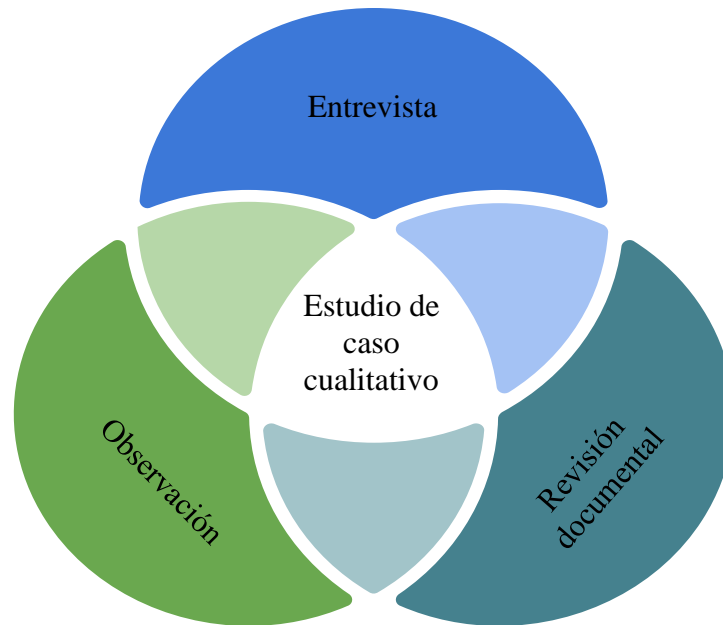 Entrevista
Estudio de
caso
cualitativo
Observación
Revisión
documental